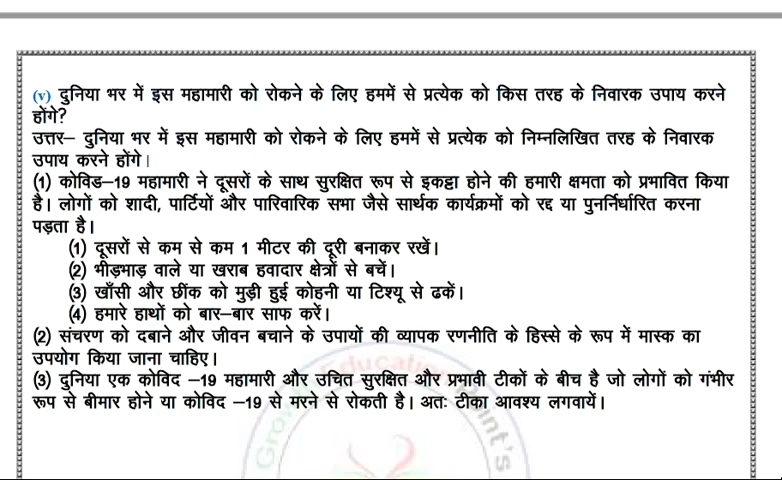 (v) दुनिया भर में इस महामारी को रोकने के लिए हममें से प्रत्येक को किस तरह के निवारक उपाय करने
होंगे?
उत्तर– दुनिया भर में इस महामारी को रोकने के लिए हममें से प्रत्येक को निम्नलिखित तरह के निवारक
उपाय करने होंगे।
(1) कोविड–19 महामारी ने दूसरों के साथ सुरक्षित रूप से इकट्ठा होने की हमारी क्षमता को प्रभावित किया
है। लोगों को शादी, पार्टियों और पारिवारिक सभा जैसे सार्थक कार्यक्रमों को रद्द या पुनर्निर्धारित करना
पड़ता है।
(1) दूसरों से कम से कम 1 मीटर की दूरी बनाकर रखें।
(2) भीड़भाड़ वाले या खराब हवादार क्षेत्रों से बचें।
(3) खाँसी और छींक को मुड़ी हुई कोहनी या टिश्यू से ढकें।
(4) हमारे हाथों को बार–बार साफ करें।
(2) संचरण को दबाने और जीवन बचाने के उपायों की व्यापक रणनीति के हिस्से के रूप में मास्क का
उपयोग किया जाना चाहिए।
(3) दुनिया एक कोविद –19 महामारी और उचित सुरक्षित और प्रभावी टीकों के बीच है जो लोगों को गंभीर
रूप से बीमार होने या कोविद –19 से मरने से रोकती है। अतः टीका आवश्य लगवायें।